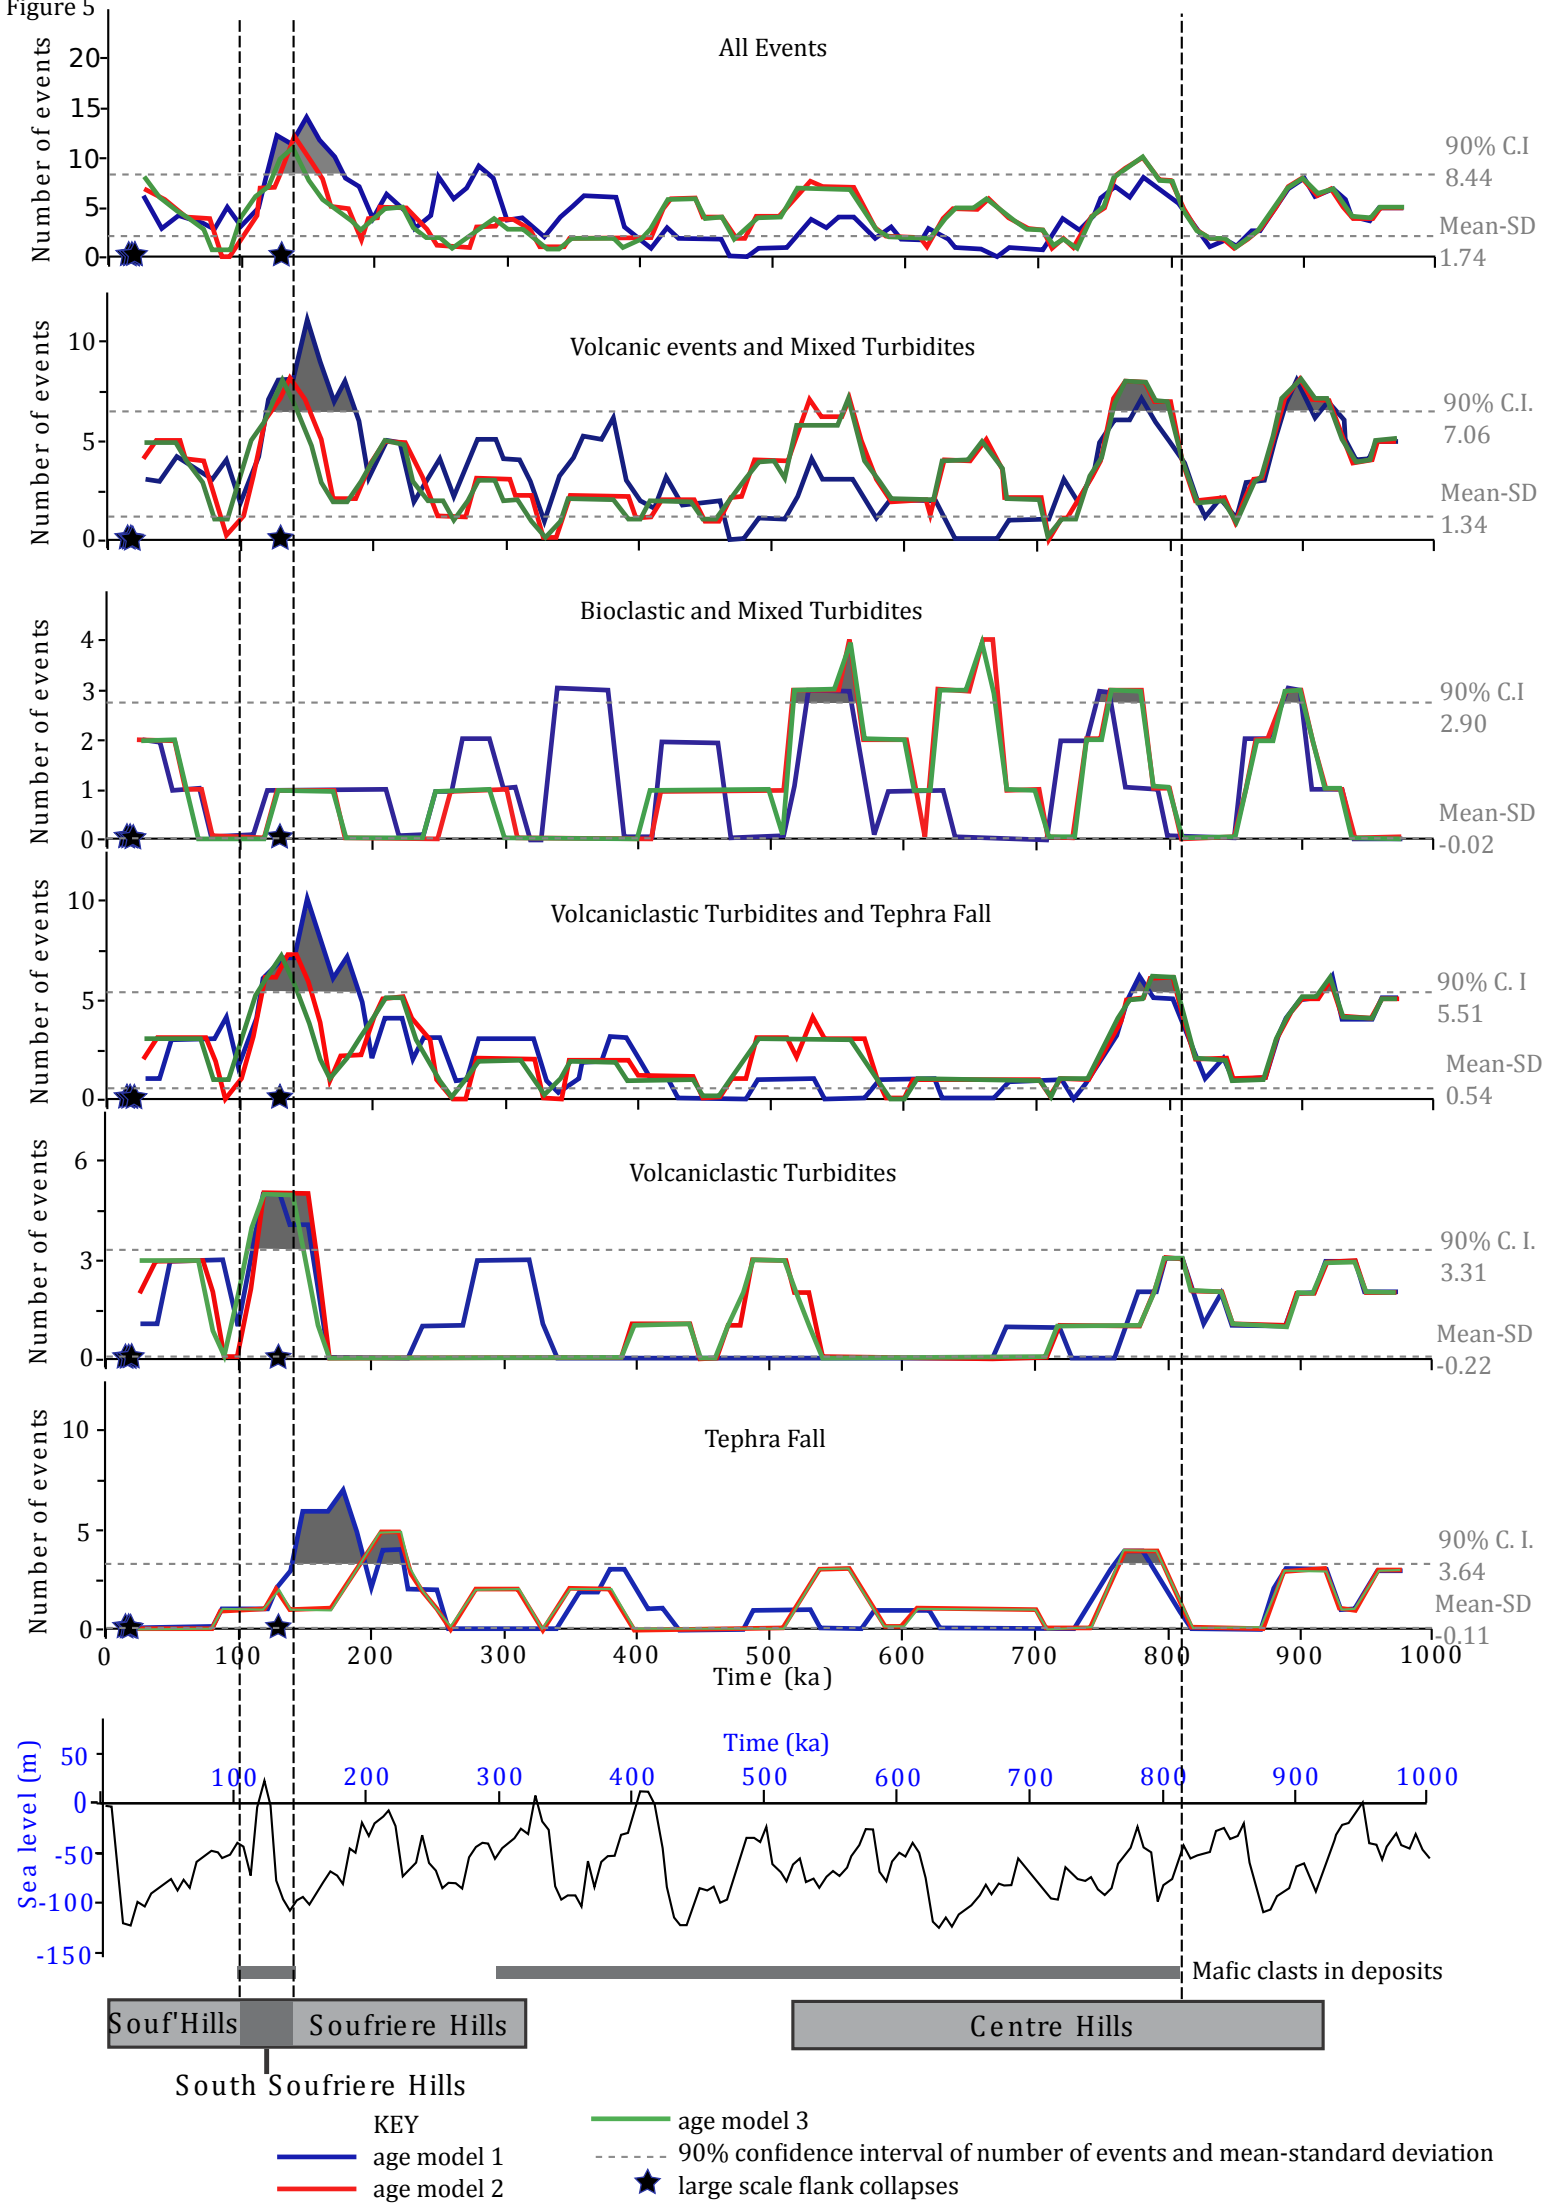 Figure 5
All Events
Number of events
20
15
10
5
0
90% C.I
8.44
Mean-SD
1.74
Volcanic events and Mixed Turbidites
Number of events
10
5
0
90% C.I.
7.06
Mean-SD
1.34
Bioclastic and Mixed Turbidites
Number of events
4
3
2
1
0
90% C.I
2.90
Mean-SD
-0.02
Volcaniclastic Turbidites and Tephra Fall
Number of events
10
5
0
90% C. I
5.51
Mean-SD
0.54
Volcaniclastic Turbidites
Number of events
6
3
0
90% C. I.
3.31
Mean-SD
-0.22
Tephra Fall
Number of events
10
5
0
90% C. I.
3.64
Mean-SD
-0.11
0 100 200 300 400 500 600 700 800 900 1000
Time (ka)
Time (ka)
100 200 300 400 500 600 700 800 900 1000
Sea level (m)
50
0
-50
-100
-150
Mafic clasts in deposits
Souf'Hills
Soufriere Hills
Centre Hills
South Soufriere Hills
KEY
age model 1
age model 2
age model 3
90% confidence interval of number of events and mean-standard deviation
large scale flank collapses